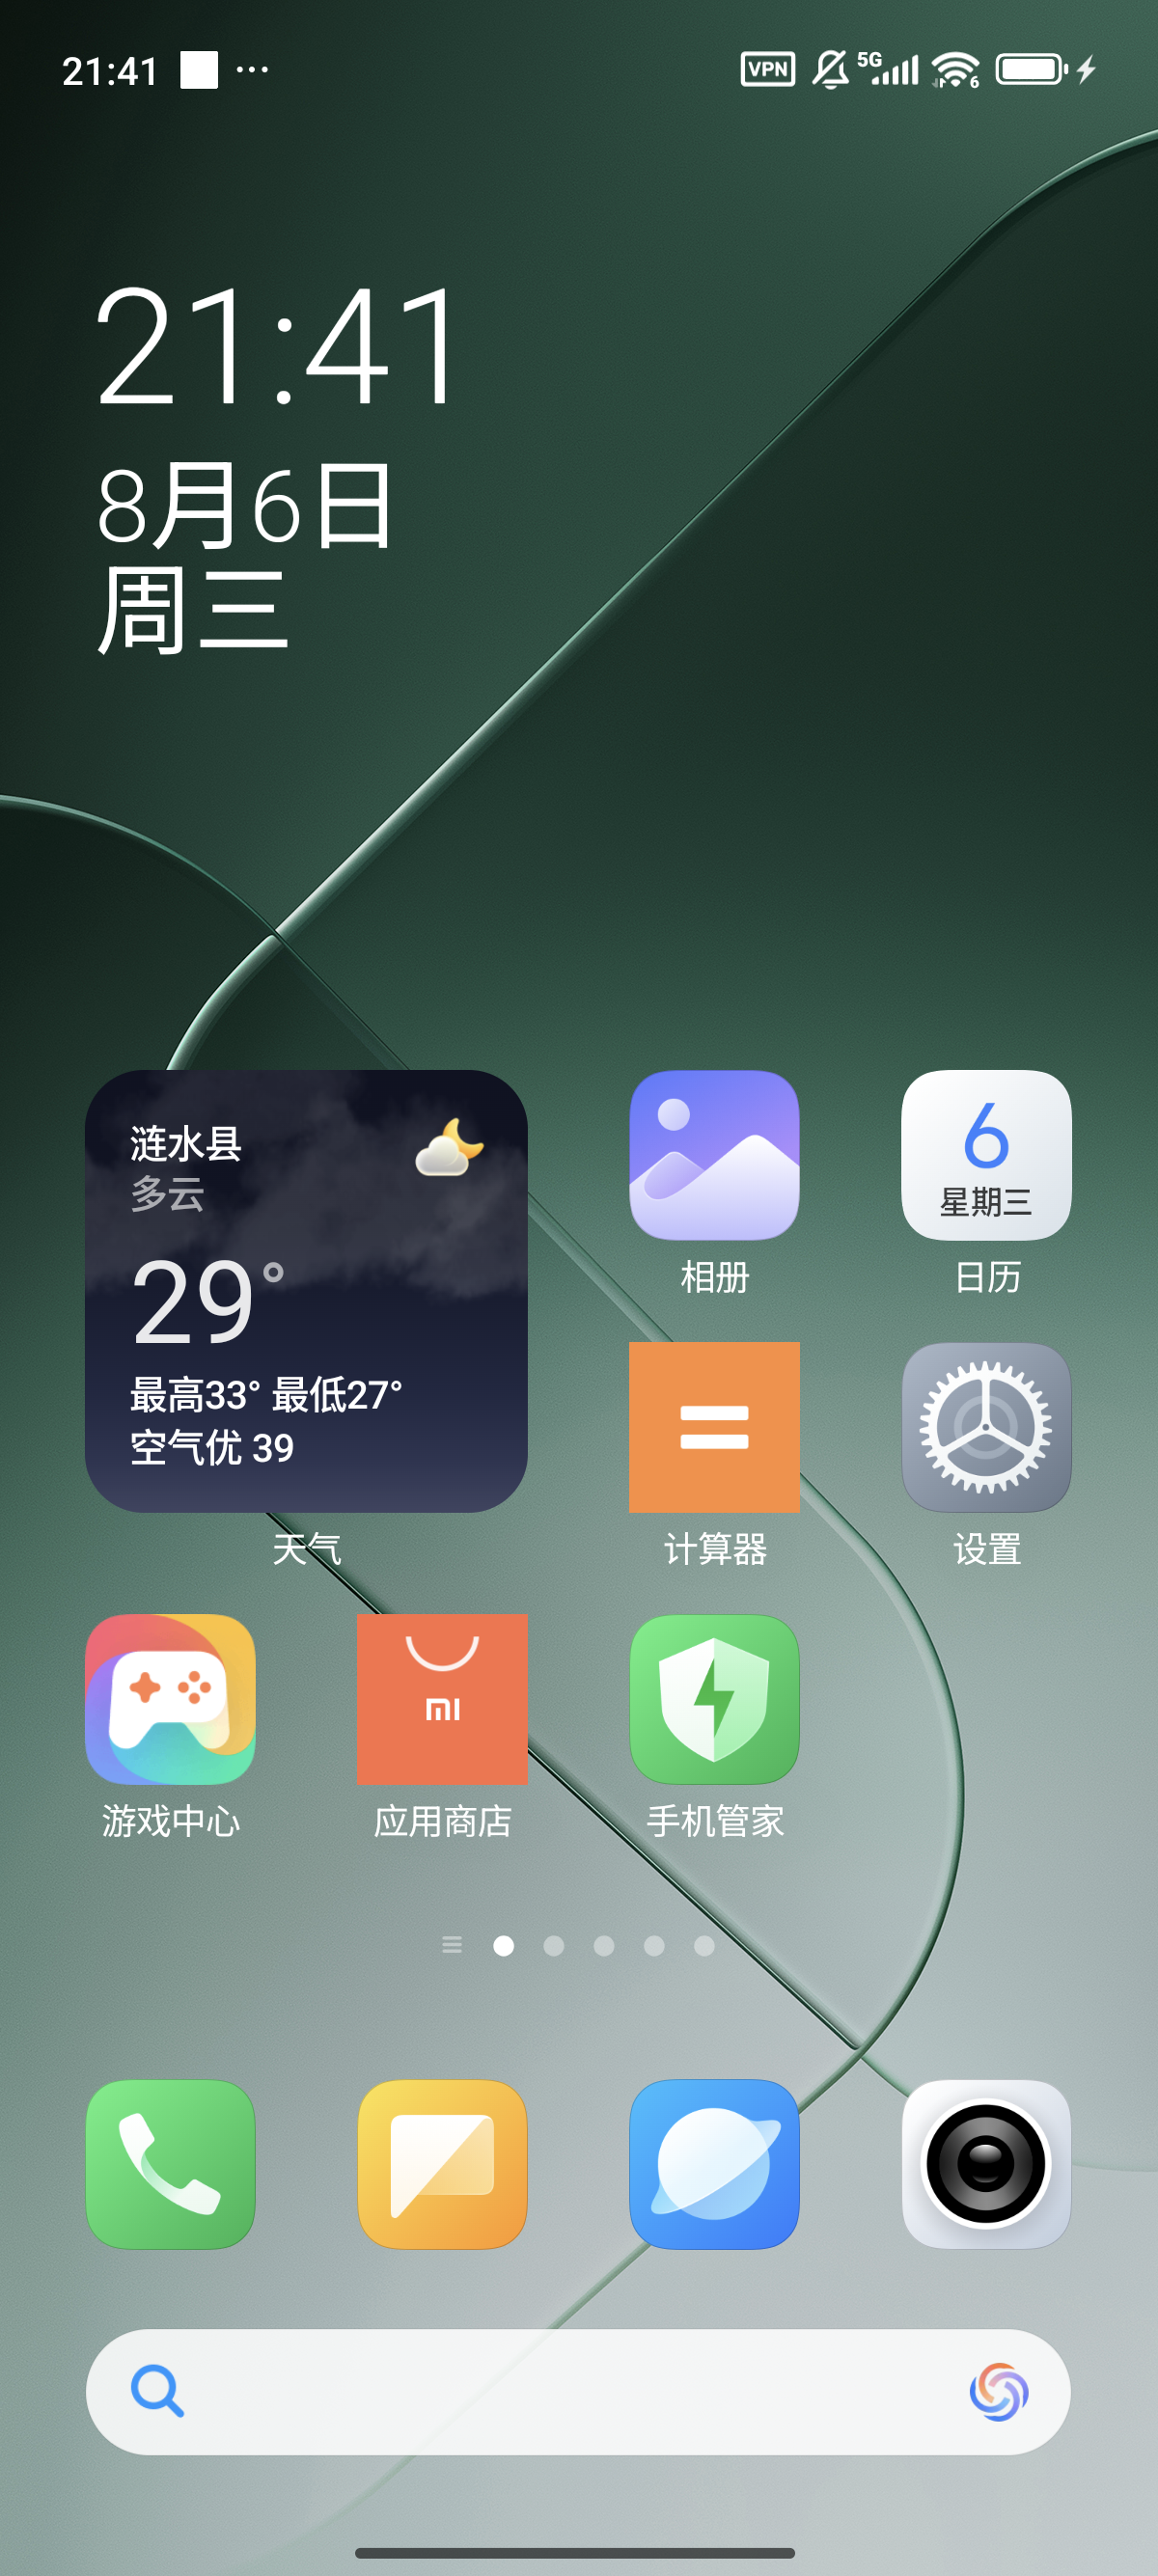 21:41
VPN 5G 6
21:41
8月6日
周三
涟水县
多云
29°
最高33° 最低27°
空气优 39
天气
相册
6
星期三
日历
计算器
设置
游戏中心
mi
应用商店
手机管家